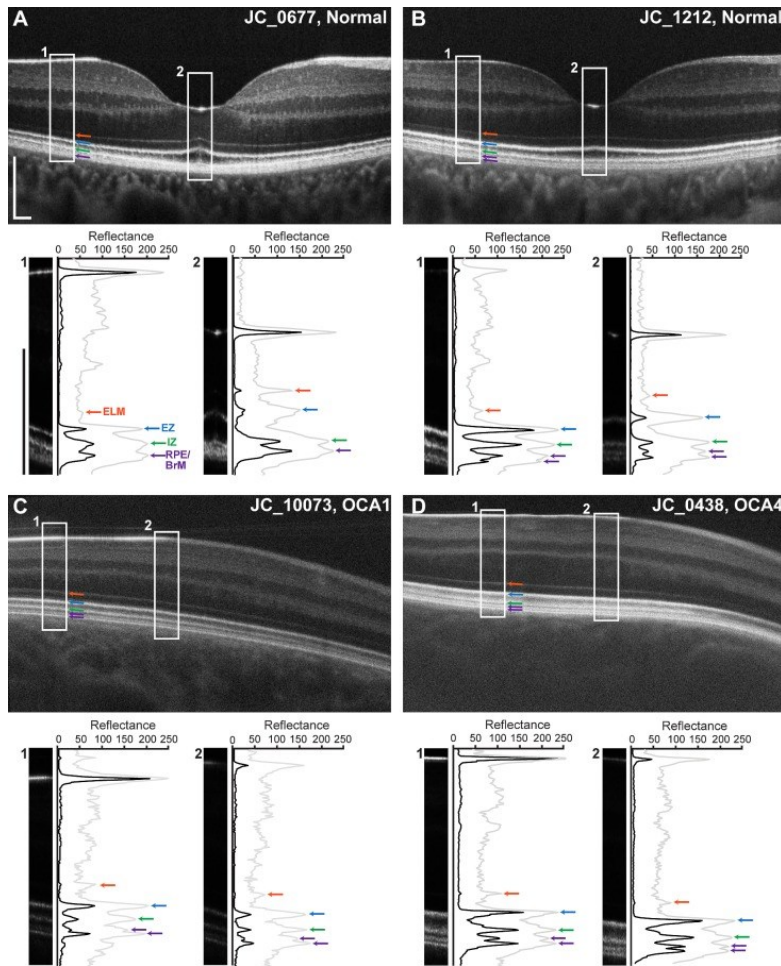 A JC_0677, Normal
1
2
B JC_1212, Normal
1
2
Reflectance
0 50 100 150 200 250
1
ELM
EZ
IZ
RPE/
BrM
Reflectance
0 50 100 150 200 250
2
Reflectance
0 50 100 150 200 250
1
Reflectance
0 50 100 150 200 250
2
C JC_10073, OCA1
1
2
D JC_0438, OCA4
1
2
Reflectance
0 50 100 150 200 250
1
Reflectance
0 50 100 150 200 250
2
Reflectance
0 50 100 150 200 250
1
Reflectance
0 50 100 150 200 250
2